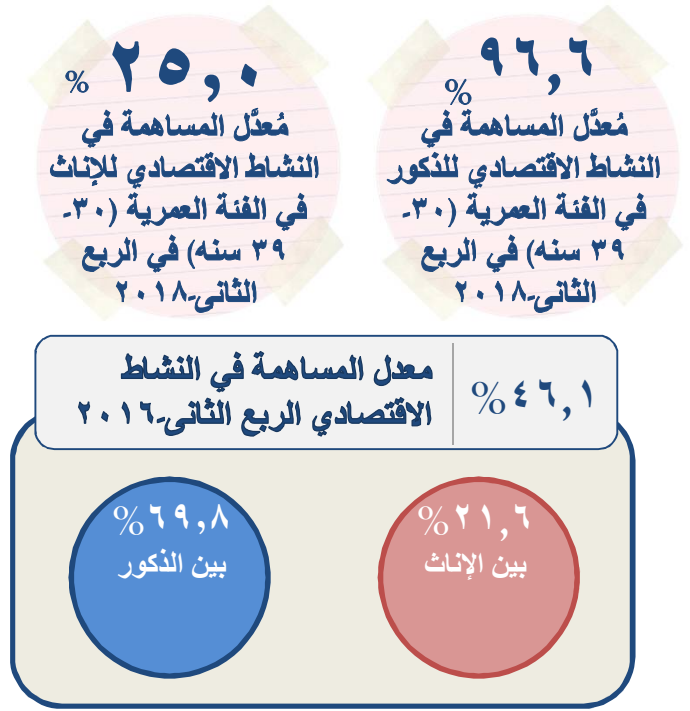 ٩٦,٦%
مُعدَّل المساهمة في
النشاط الاقتصادي للذكور
في الفئة العمرية (٣٠-
٣٩ سنه) في الربع
الثانى-٢٠١٨
٢٥,٠%
مُعدَّل المساهمة في
النشاط الاقتصادي للإناث
في الفئة العمرية (٣٠-
٣٩ سنه) في الربع
الثانى-٢٠١٨
٤٦,١%
معدل المساهمة في النشاط
الاقتصادي الربع الثانى-٢٠١٦
٢١,٦%
بين الإناث
٦٩,٨%
بين الذكور